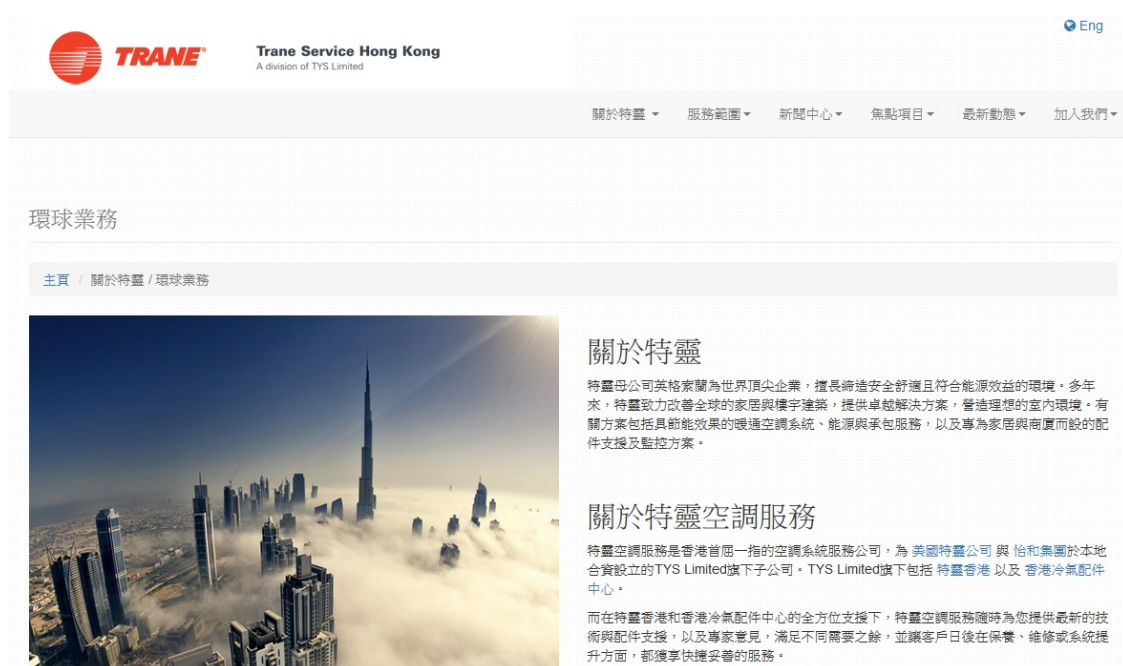 Eng
TRANE®
Trane Service Hong Kong
A division of TYS Limited
關於特靈 服務範圍 新聞中心 焦點項目 最新動態 加入我們
環球業務
主頁 / 關於特靈 / 環球業務
關於特靈
特靈母公司英格索蘭為世界頂尖企業，擅長締造安全舒適且符合能源效益的環境。多年
來，特靈致力改善全球的家居與樓宇建築，提供卓越解決方案，營造理想的室內環境。有
關方案包括具節能效果的暖通空調系統、能源與承包服務，以及專為家居與商廈而設的配
件支援及監控方案。
關於特靈空調服務
特靈空調服務是香港首屈一指的空調系統服務公司，為 美國特靈公司 與 怡和集團於本地
合資設立的TYS Limited旗下子公司。TYS Limited旗下包括 特靈香港 以及 香港冷氣配件
中心。
而在特靈香港和香港冷氣配件中心的全方位支援下，特靈空調服務隨時為您提供最新的技
術與配件支援，以及專家意見，滿足不同需要之餘，並讓客戶日後在保養、維修或系統提
升方面，都獲享快捷妥善的服務。